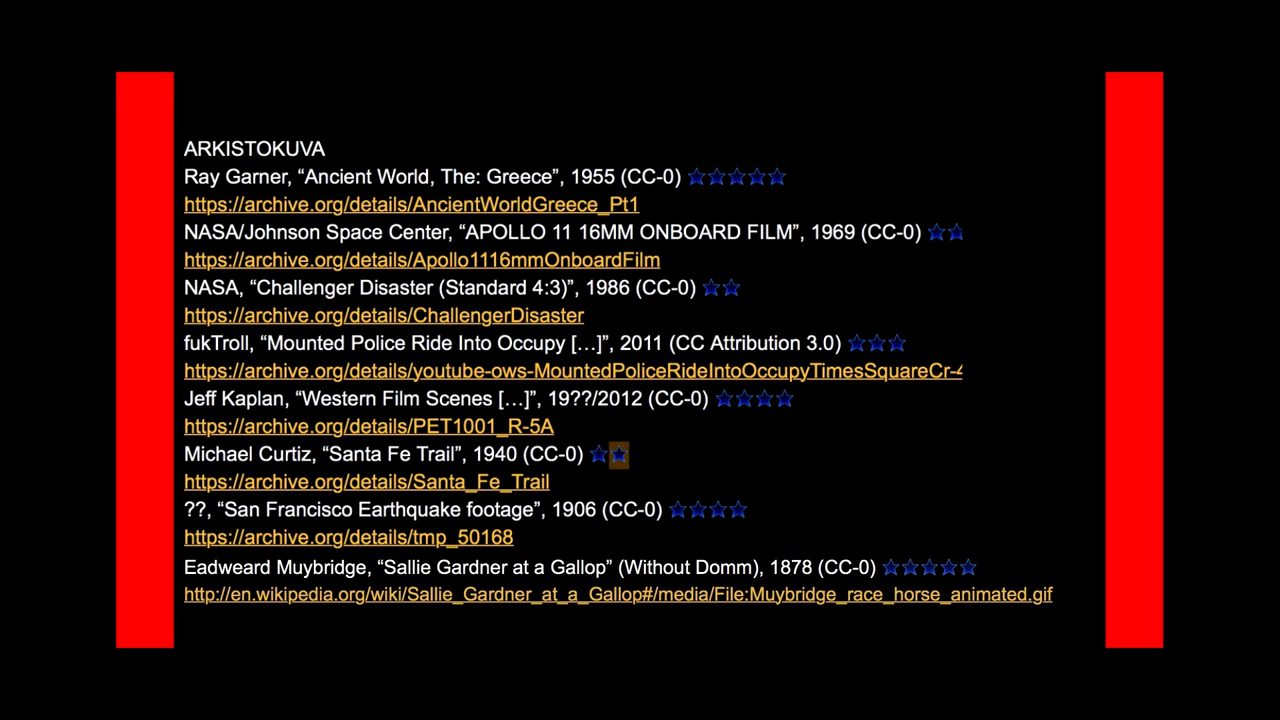 ARKISTOKUVA
Ray Garner, “Ancient World, The: Greece”, 1955 (CC-0) ☆☆☆☆☆
https://archive.org/details/AncientWorldGreece_Pt1
NASA/Johnson Space Center, “APOLLO 11 16MM ONBOARD FILM”, 1969 (CC-0) ☆☆
https://archive.org/details/Apollo1116mmOnboardFilm
NASA, “Challenger Disaster (Standard 4:3)”, 1986 (CC-0) ☆☆
https://archive.org/details/ChallengerDisaster
fukTroll, “Mounted Police Ride Into Occupy […]”, 2011 (CC Attribution 3.0) ☆☆☆
https://archive.org/details/youtube-ows-MountedPoliceRideIntoOccupyTimesSquareCr-4
Jeff Kaplan, “Western Film Scenes […]”, 19??/2012 (CC-0) ☆☆☆☆
https://archive.org/details/PET1001_R-5A
Michael Curtiz, “Santa Fe Trail”, 1940 (CC-0) ☆☆
https://archive.org/details/Santa_Fe_Trail
??, “San Francisco Earthquake footage”, 1906 (CC-0) ☆☆☆☆
https://archive.org/details/tmp_50168
Eadweard Muybridge, “Sallie Gardner at a Gallop” (Without Domm), 1878 (CC-0) ☆☆☆☆☆
http://en.wikipedia.org/wiki/Sallie_Gardner_at_a_Gallop#/media/File:Muybridge_race_horse_animated.gif